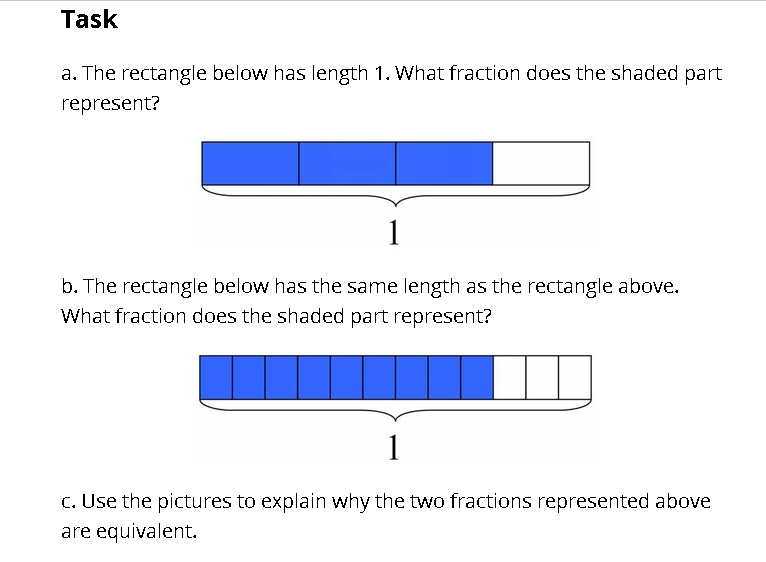 Task
a. The rectangle below has length 1. What fraction does the shaded part
represent?
1
b. The rectangle below has the same length as the rectangle above.
What fraction does the shaded part represent?
1
c. Use the pictures to explain why the two fractions represented above
are equivalent.